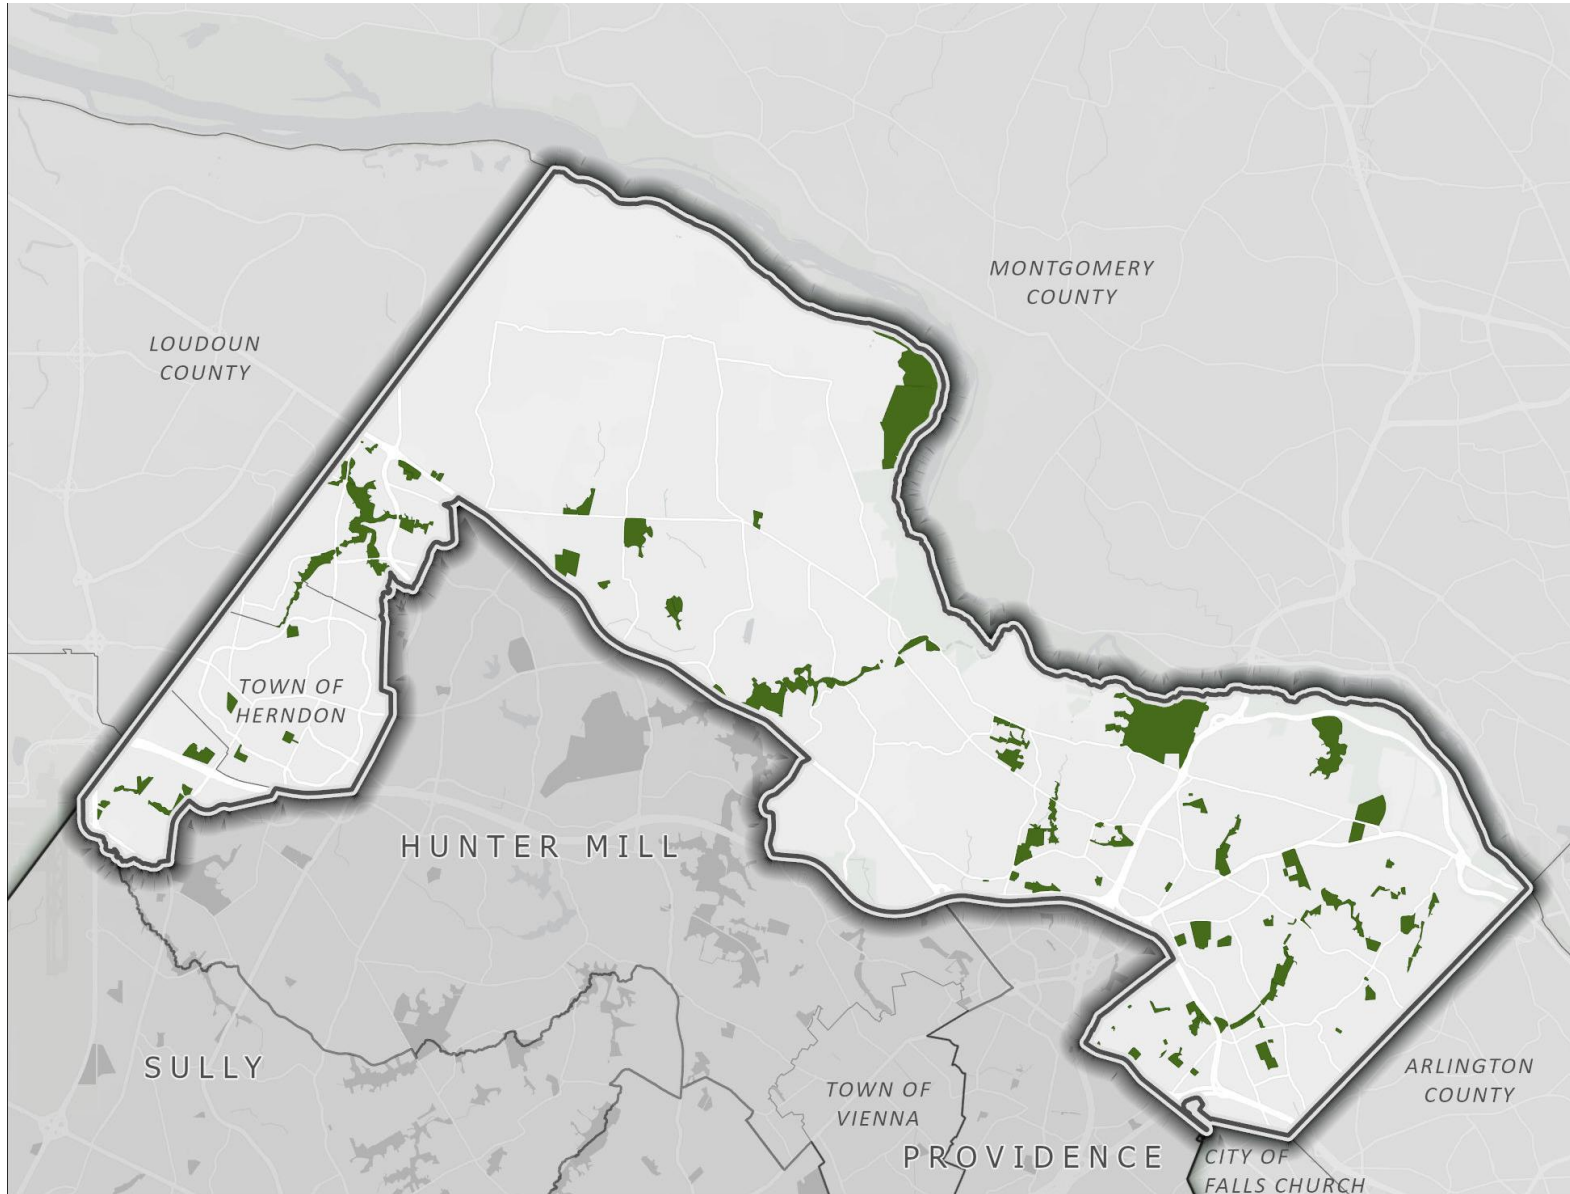 MONTGOMERY
COUNTY
LOUDOUN
COUNTY
TOWN OF
HERNDON
HUNTER MILL
SULLY
TOWN OF
VIENNA
ARLINGTON
COUNTY
PROVIDENCE
CITY OF
FALLS CHURCH